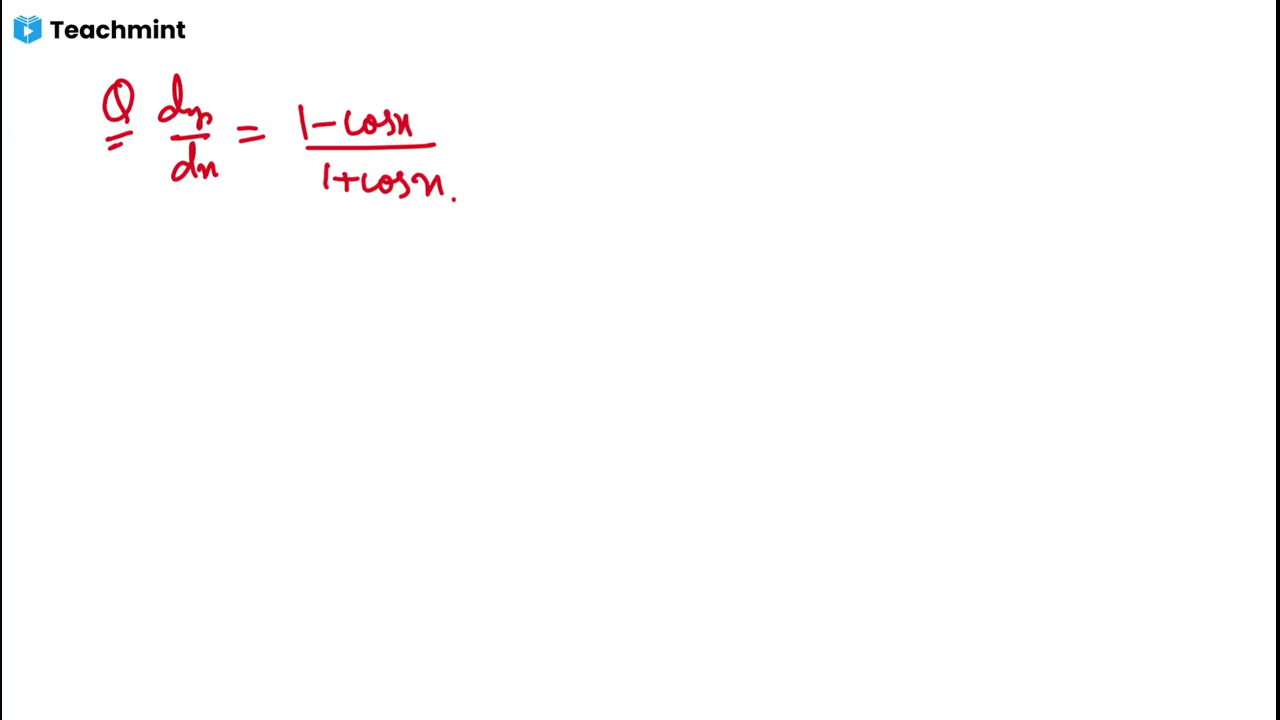 Teachmint
Q dy/dx = 1-cosx/1+cosx.